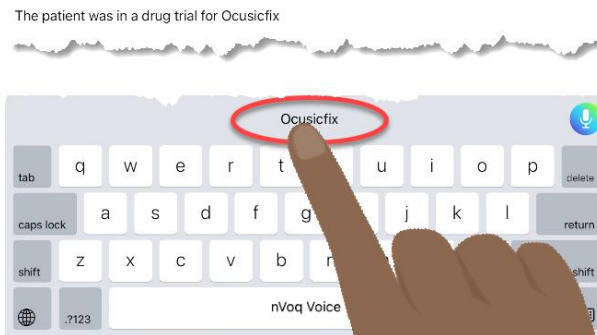 The patient was in a drug trial for Ocusicfix
Ocusicfix
tab q w e r t u i o p delete
caps lock a s d f g j k l return
shift z x c v b shift
.?123 nVoq Voice